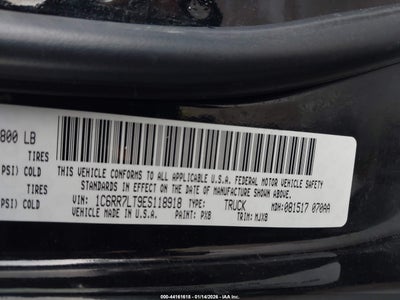 800 LB
TIRES
PSI) COLD
TIRES
PSI) COLD
THIS VEHICLE CONFORMS TO ALL APPLICABLE U.S.A. FEDERAL MOTOR VEHICLE SAFETY
STANDARDS IN EFFECT ON THE DATE OF MANUFACTURE SHOWN ABOVE.
VIN: 1C6RR7LT9ES118918 TYPE: TRUCK MDH: 081517 070AA
MADE IN U.S.A. PAINT: PX8 TRIM: MJX8
000-44161618 - 01/14/2026 - IAA, Inc.